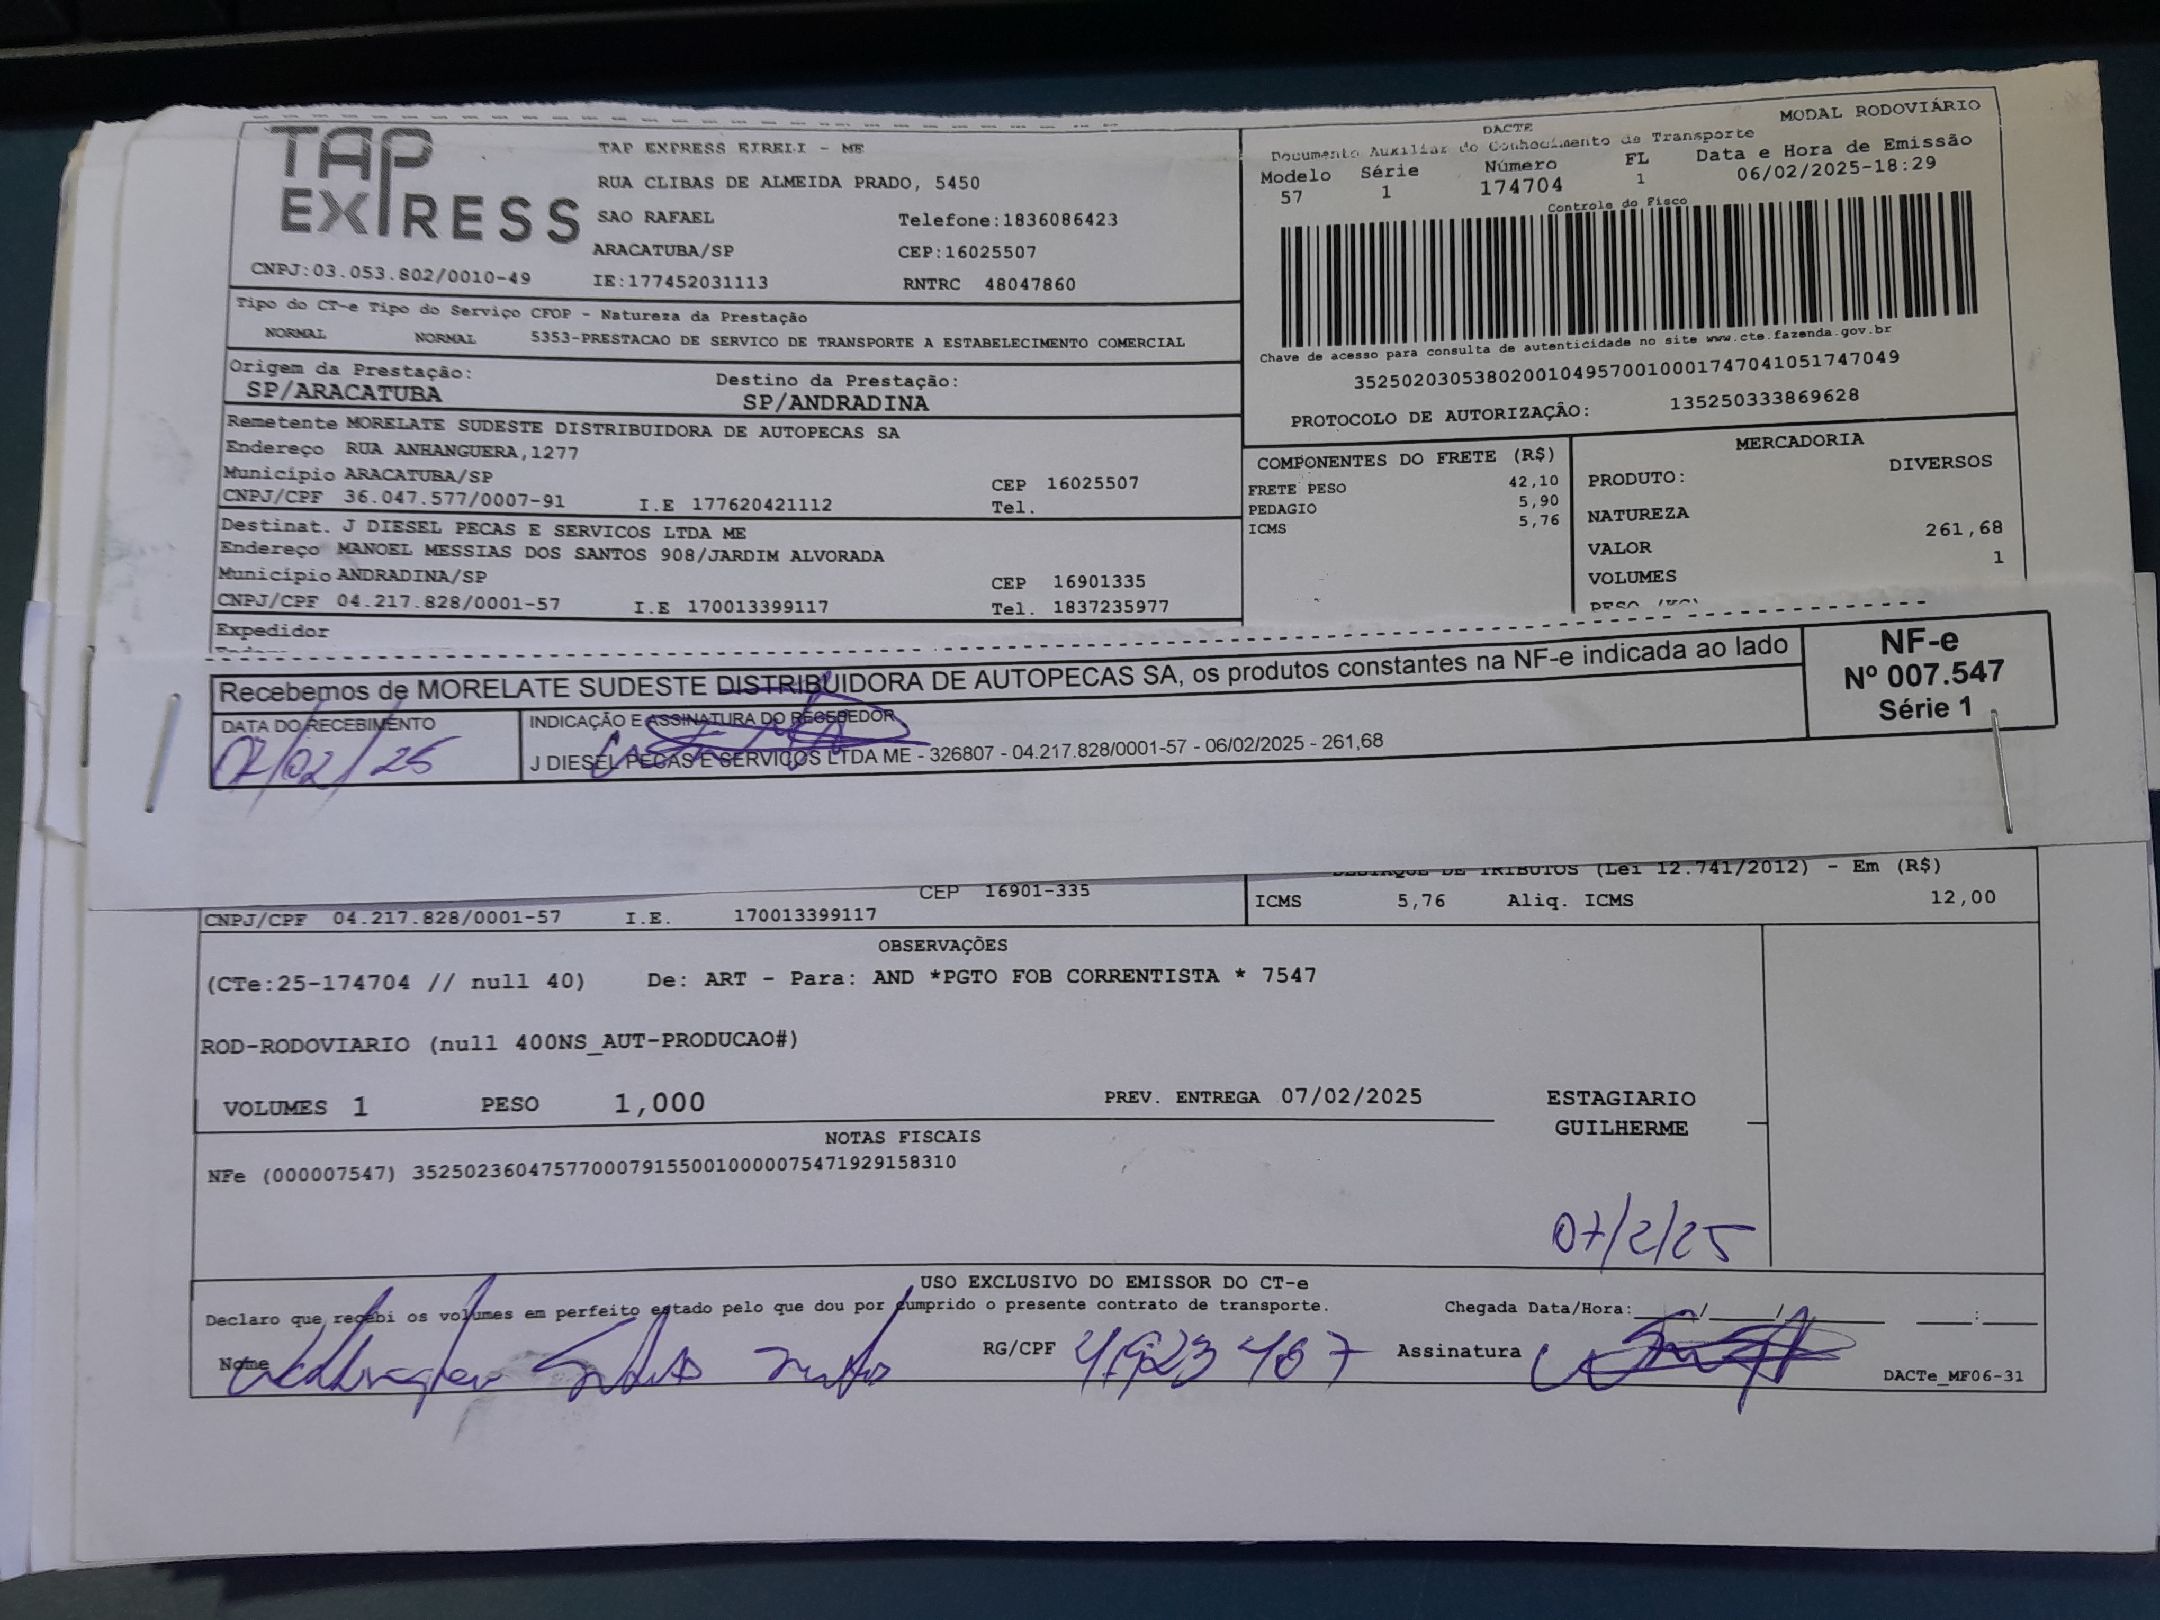 TAP EXPRESS
TAP EXPRESS EIRELI - ME
RUA CLIBAS DE ALMEIDA PRADO, 5450
SAO RAFAEL Telefone:1836086423
ARACATUBA/SP CEP:16025507
CNPJ:03.053.802/0010-49 IE:177452031113 RNTRC 48047860
MODAL RODOVIÁRIO
DACTE
Documento Auxiliar do Conhecimento de Transporte
Modelo Série Número FL Data e Hora de Emissão
57 1 174704 1 06/02/2025-18:29
Controle do Fisco
Chave de acesso para consulta de autenticidade no site www.cte.fazenda.gov.br
35250203053802001049570010001747041051747049
PROTOCOLO DE AUTORIZAÇÃO: 135250333869628
Tipo do CT-e Tipo do Serviço CFOP - Natureza da Prestação
NORMAL NORMAL 5353-PRESTACAO DE SERVICO DE TRANSPORTE A ESTABELECIMENTO COMERCIAL
Origem da Prestação: Destino da Prestação:
SP/ARACATUBA SP/ANDRADINA
Remetente MORELATE SUDESTE DISTRIBUIDORA DE AUTOPECAS SA
Endereço RUA ANHANGUERA,1277
Município ARACATUBA/SP CEP 16025507
CNPJ/CPF 36.047.577/0007-91 I.E 177620421112 Tel.
Destinat. J DIESEL PECAS E SERVICOS LTDA ME
Endereço MANOEL MESSIAS DOS SANTOS 908/JARDIM ALVORADA
Município ANDRADINA/SP CEP 16901335
CNPJ/CPF 04.217.828/0001-57 I.E 170013399117 Tel. 1837235977
Expedidor
COMPONENTES DO FRETE (R$)
FRETE PESO 42,10
PEDAGIO 5,90
ICMS 5,76
MERCADORIA
PRODUTO: DIVERSOS
NATUREZA
VALOR 261,68
VOLUMES 1
PESO (KG)
Recebemos de MORELATE SUDESTE DISTRIBUIDORA DE AUTOPECAS SA, os produtos constantes na NF-e indicada ao lado
NF-e
Nº 007.547
Série 1
DATA DO RECEBIMENTO INDICAÇÃO E ASSINATURA DO RECEBEDOR
07/02/25
J DIESEL PECAS E SERVICOS LTDA ME - 326807 - 04.217.828/0001-57 - 06/02/2025 - 261,68
CEP 16901-335
CNPJ/CPF 04.217.828/0001-57 I.E. 170013399117
DESTAQUE DE TRIBUTOS (Lei 12.741/2012) - Em (R$)
ICMS 5,76 Aliq. ICMS 12,00
OBSERVAÇÕES
(CTe:25-174704 // null 40) De: ART - Para: AND *PGTO FOB CORRENTISTA * 7547
ROD-RODOVIARIO (null 400NS_AUT-PRODUCAO#)
VOLUMES 1 PESO 1,000 PREV. ENTREGA 07/02/2025 ESTAGIARIO
GUILHERME
NOTAS FISCAIS
NFe (000007547) 35250236047577000791550010000075471929158310
07/2/25
USO EXCLUSIVO DO EMISSOR DO CT-e
Declaro que recebi os volumes em perfeito estado pelo que dou por cumprido o presente contrato de transporte. Chegada Data/Hora:___/___/___ ___:___
Nome RG/CPF Assinatura
DACTe_MF06-31